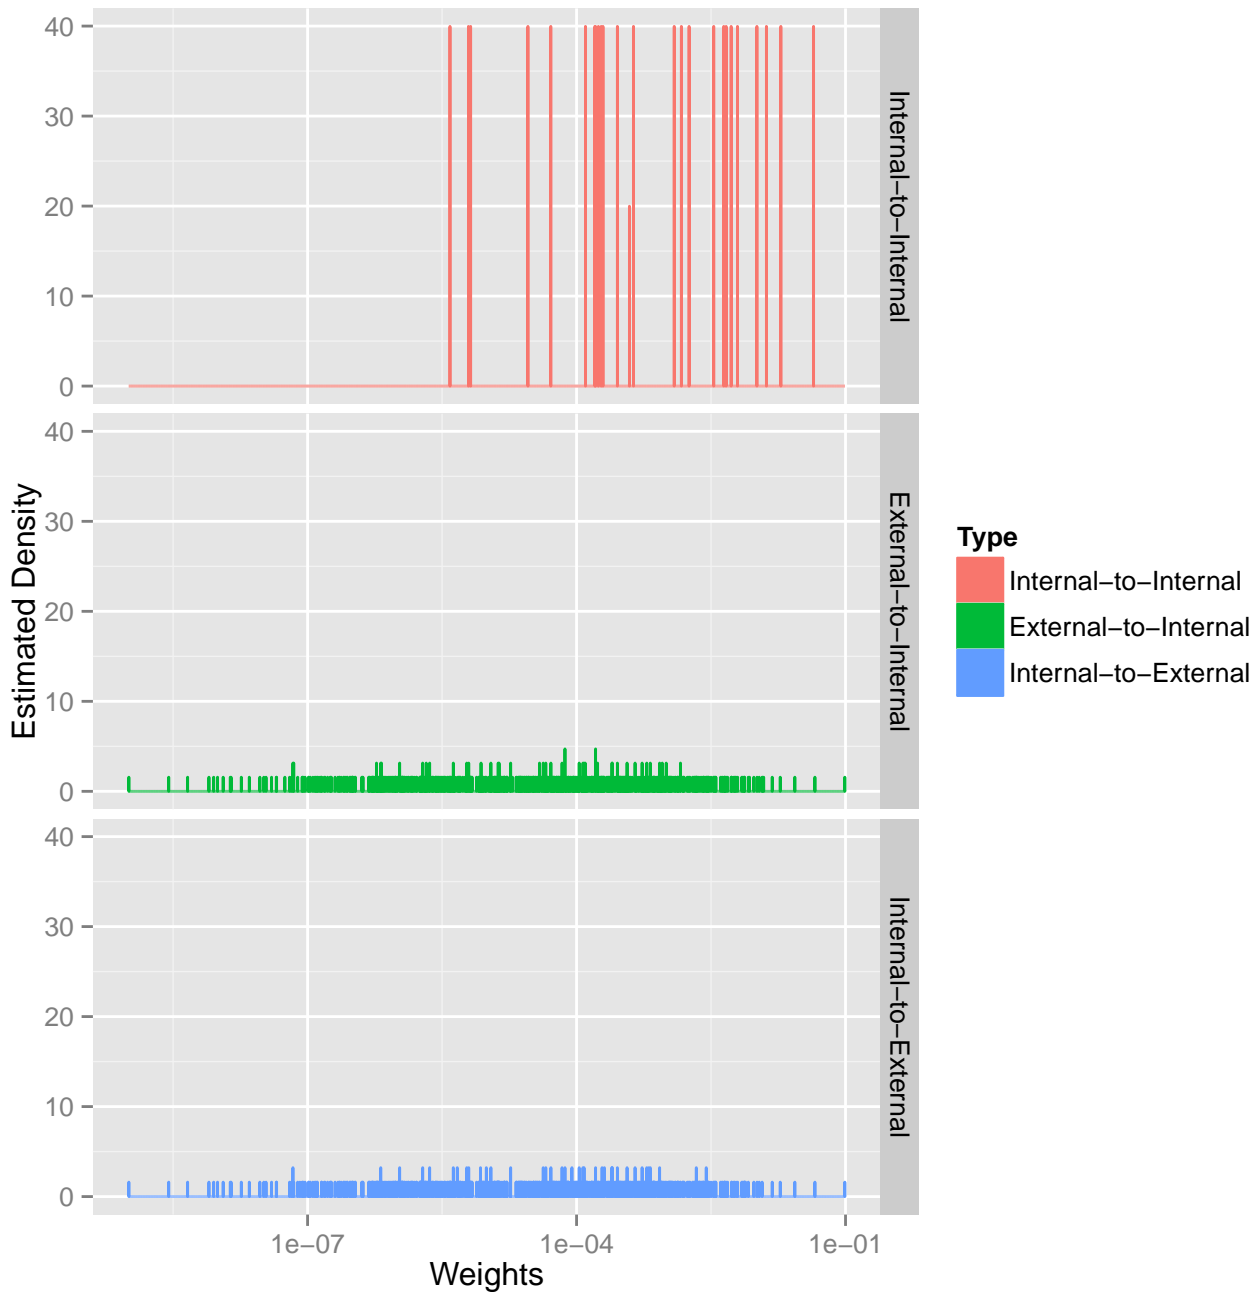 40
30
20
10
0
Internal-to-Internal
40
30
20
10
0
External-to-Internal
40
30
20
10
0
Internal-to-External
Estimated Density
1e-07
1e-04
1e-01
Weights
Type
Internal-to-Internal
External-to-Internal
Internal-to-External